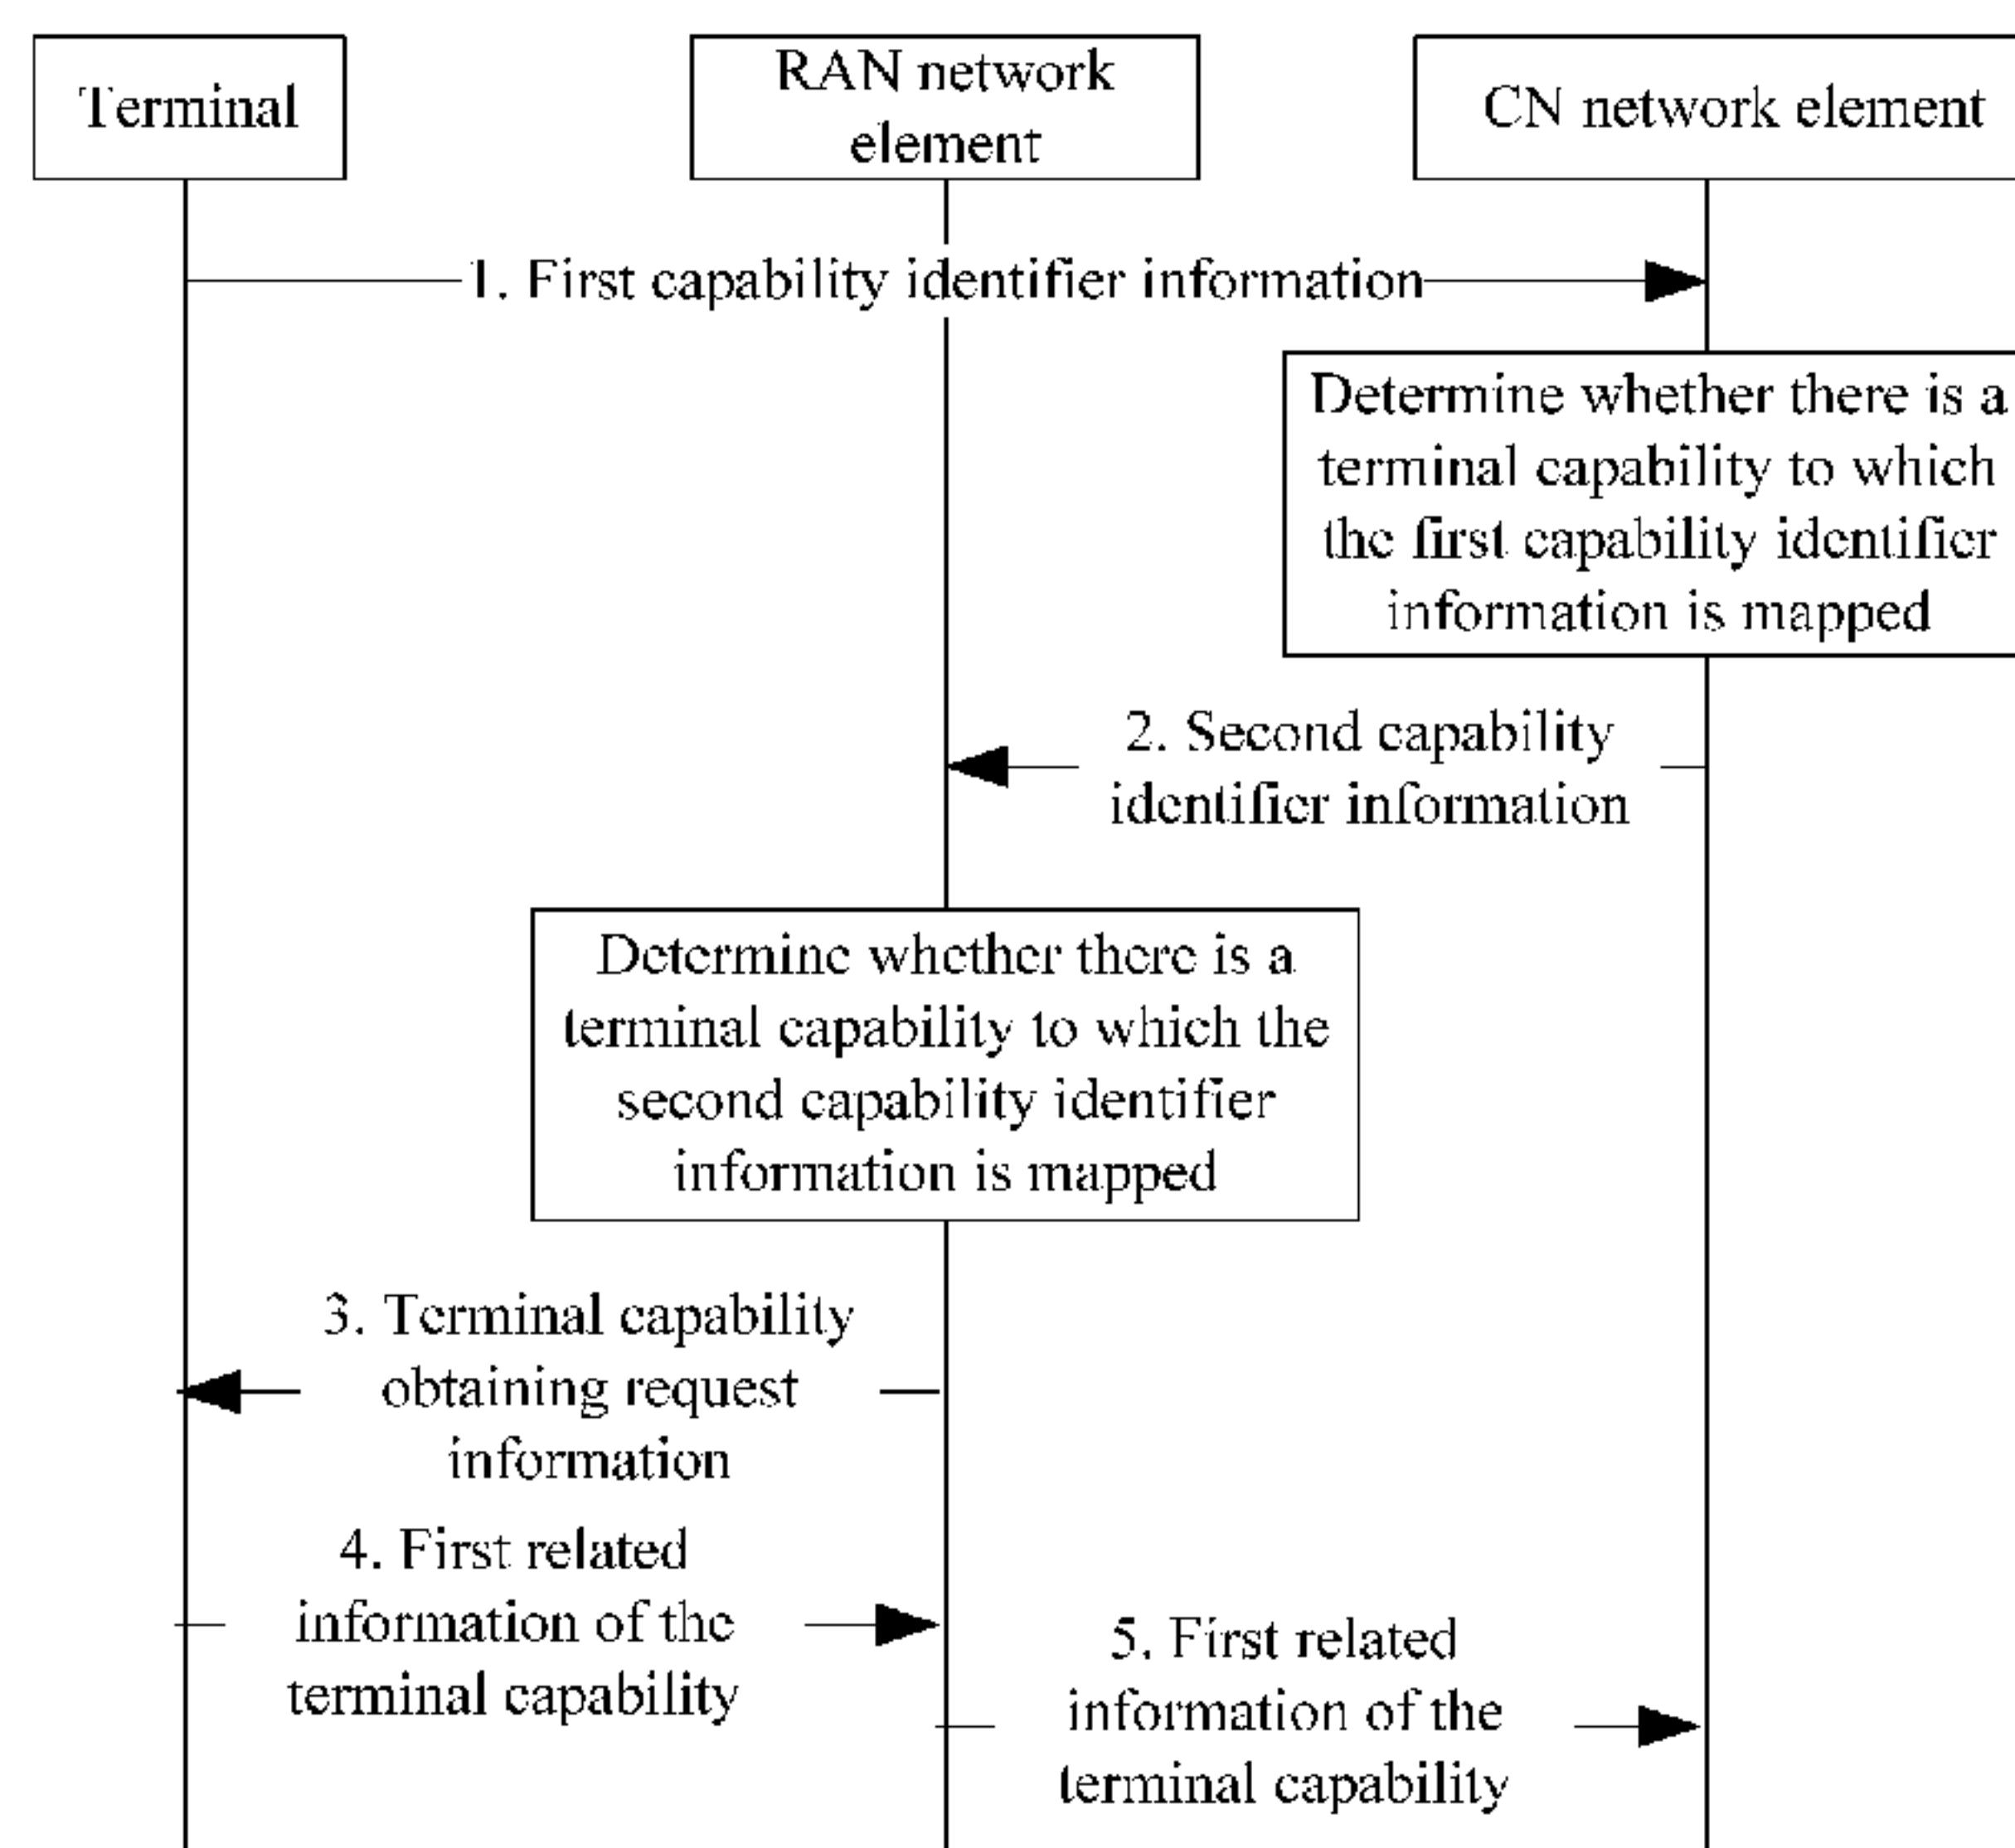 Terminal
RAN network
element
CN network element
1. First capability identifier information
Determine whether there is a
terminal capability to which
the first capability identifier
information is mapped
2. Second capability
identifier information
Determine whether there is a
terminal capability to which the
second capability identifier
information is mapped
3. Terminal capability
obtaining request
information
4. First related
information of the
terminal capability
5. First related
information of the
terminal capability